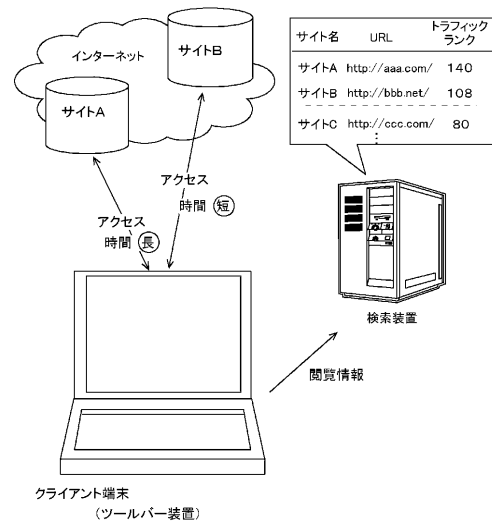 インターネット
サイトB
サイトA
サイト名 URL トラフィックランク
サイトA http://aaa.com/ 140
サイトB http://bbb.net/ 108
サイトC http://ccc.com/ 80
⋮
アクセス
時間 短
アクセス
時間 長
検索装置
閲覧情報
クライアント端末
(ツールバー装置)